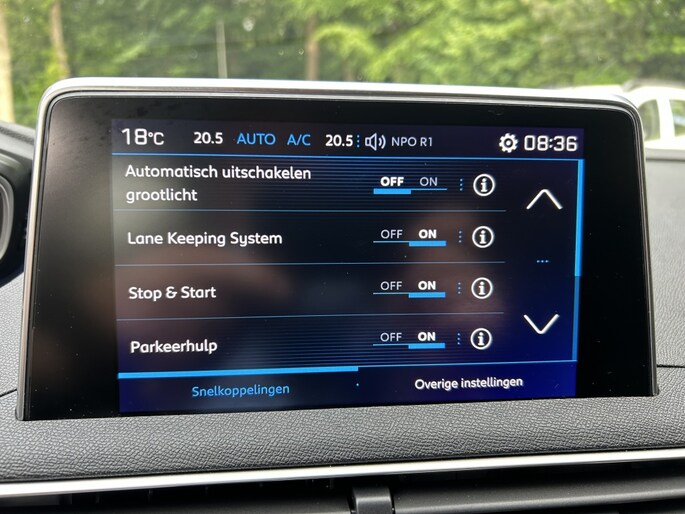 18°C 20.5 AUTO A/C 20.5 NPO R1 08:36
Automatisch uitschakelen
grootlicht
OFF ON
Lane Keeping System OFF ON
Stop & Start OFF ON
Parkeerhulp OFF ON
Snelkoppelingen Overige instellingen